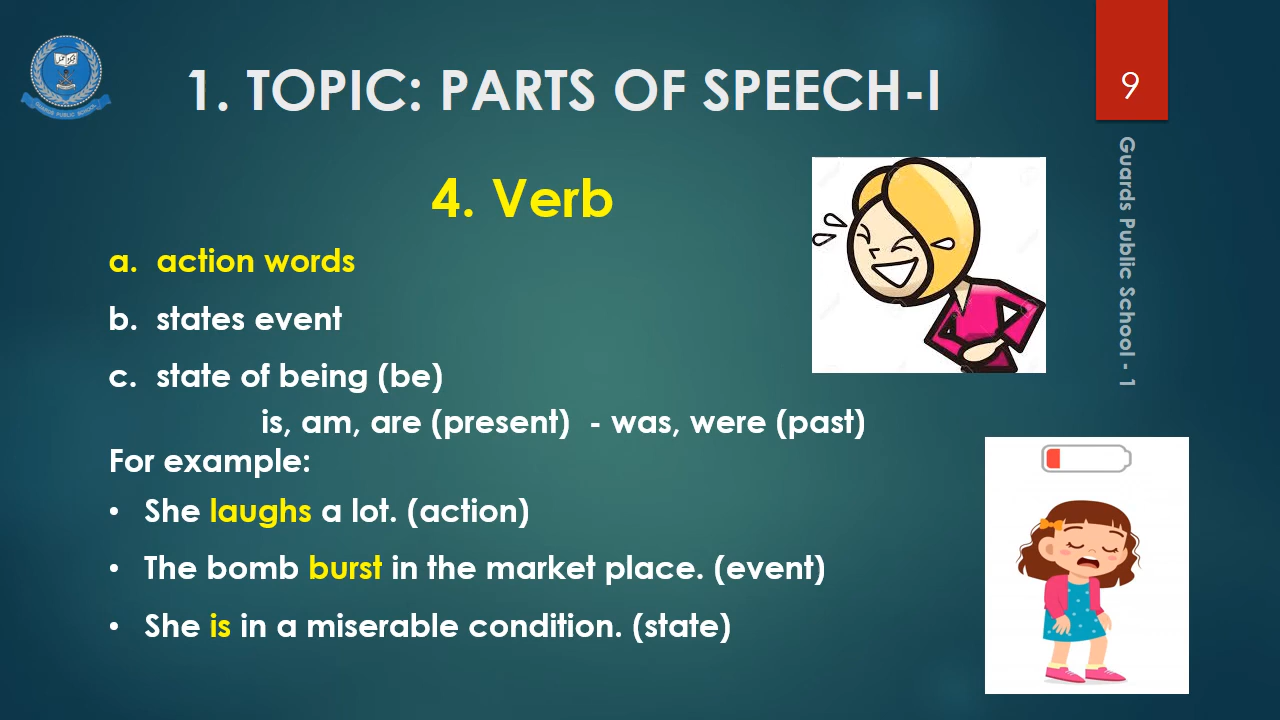 1. TOPIC: PARTS OF SPEECH-I
9
Guards Public School - 1
4. Verb
a. action words
b. states event
c. state of being (be)
is, am, are (present) - was, were (past)
For example:
• She laughs a lot. (action)
• The bomb burst in the market place. (event)
• She is in a miserable condition. (state)